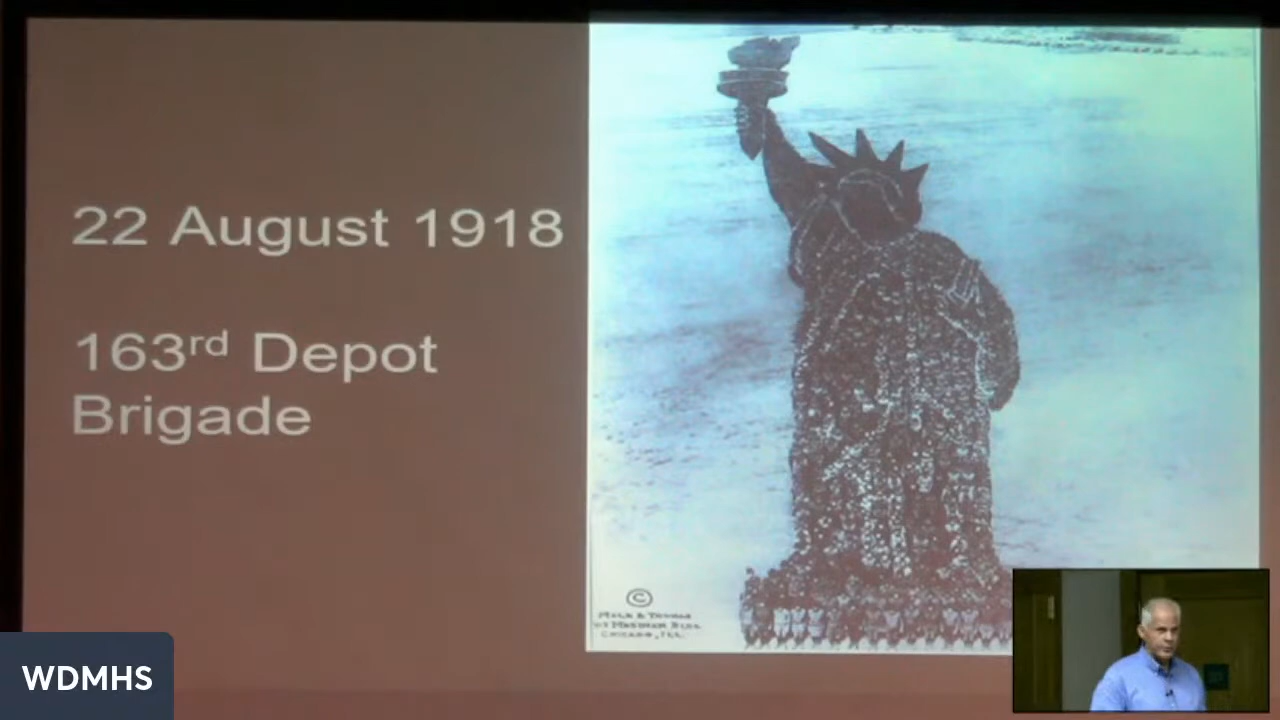 22 August 1918
163rd Depot
Brigade
©
CHICAGO, ILL.
WDMHS